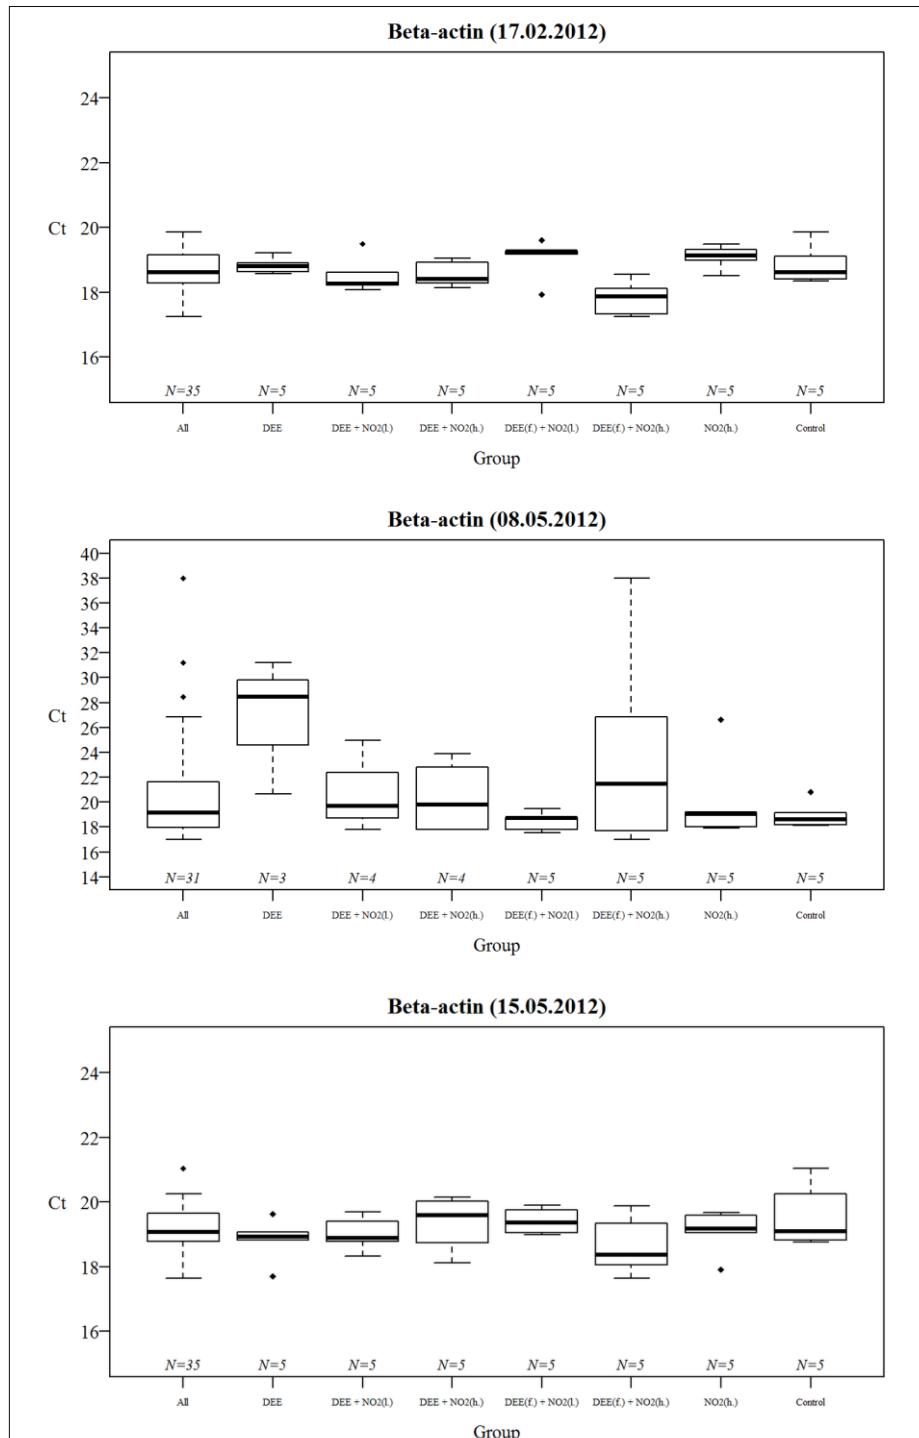 Beta-actin (17.02.2012)
24
22
Ct 20
18
16
N=35 N=5 N=5 N=5 N=5 N=5 N=5 N=5
All DEE DEE + NO2(l.) DEE + NO2(h.) DEE(f.) + NO2(l.) DEE(f.) + NO2(h.) NO2(h.) Control
Group
Beta-actin (08.05.2012)
40
38
36
34
32
30
28
Ct
26
24
22
20
18
16
14
N=31 N=3 N=4 N=4 N=5 N=5 N=5 N=5
All DEE DEE + NO2(l.) DEE + NO2(h.) DEE(f.) + NO2(l.) DEE(f.) + NO2(h.) NO2(h.) Control
Group
Beta-actin (15.05.2012)
24
22
Ct 20
18
16
N=35 N=5 N=5 N=5 N=5 N=5 N=5 N=5
All DEE DEE + NO2(l.) DEE + NO2(h.) DEE(f.) + NO2(l.) DEE(f.) + NO2(h.) NO2(h.) Control
Group